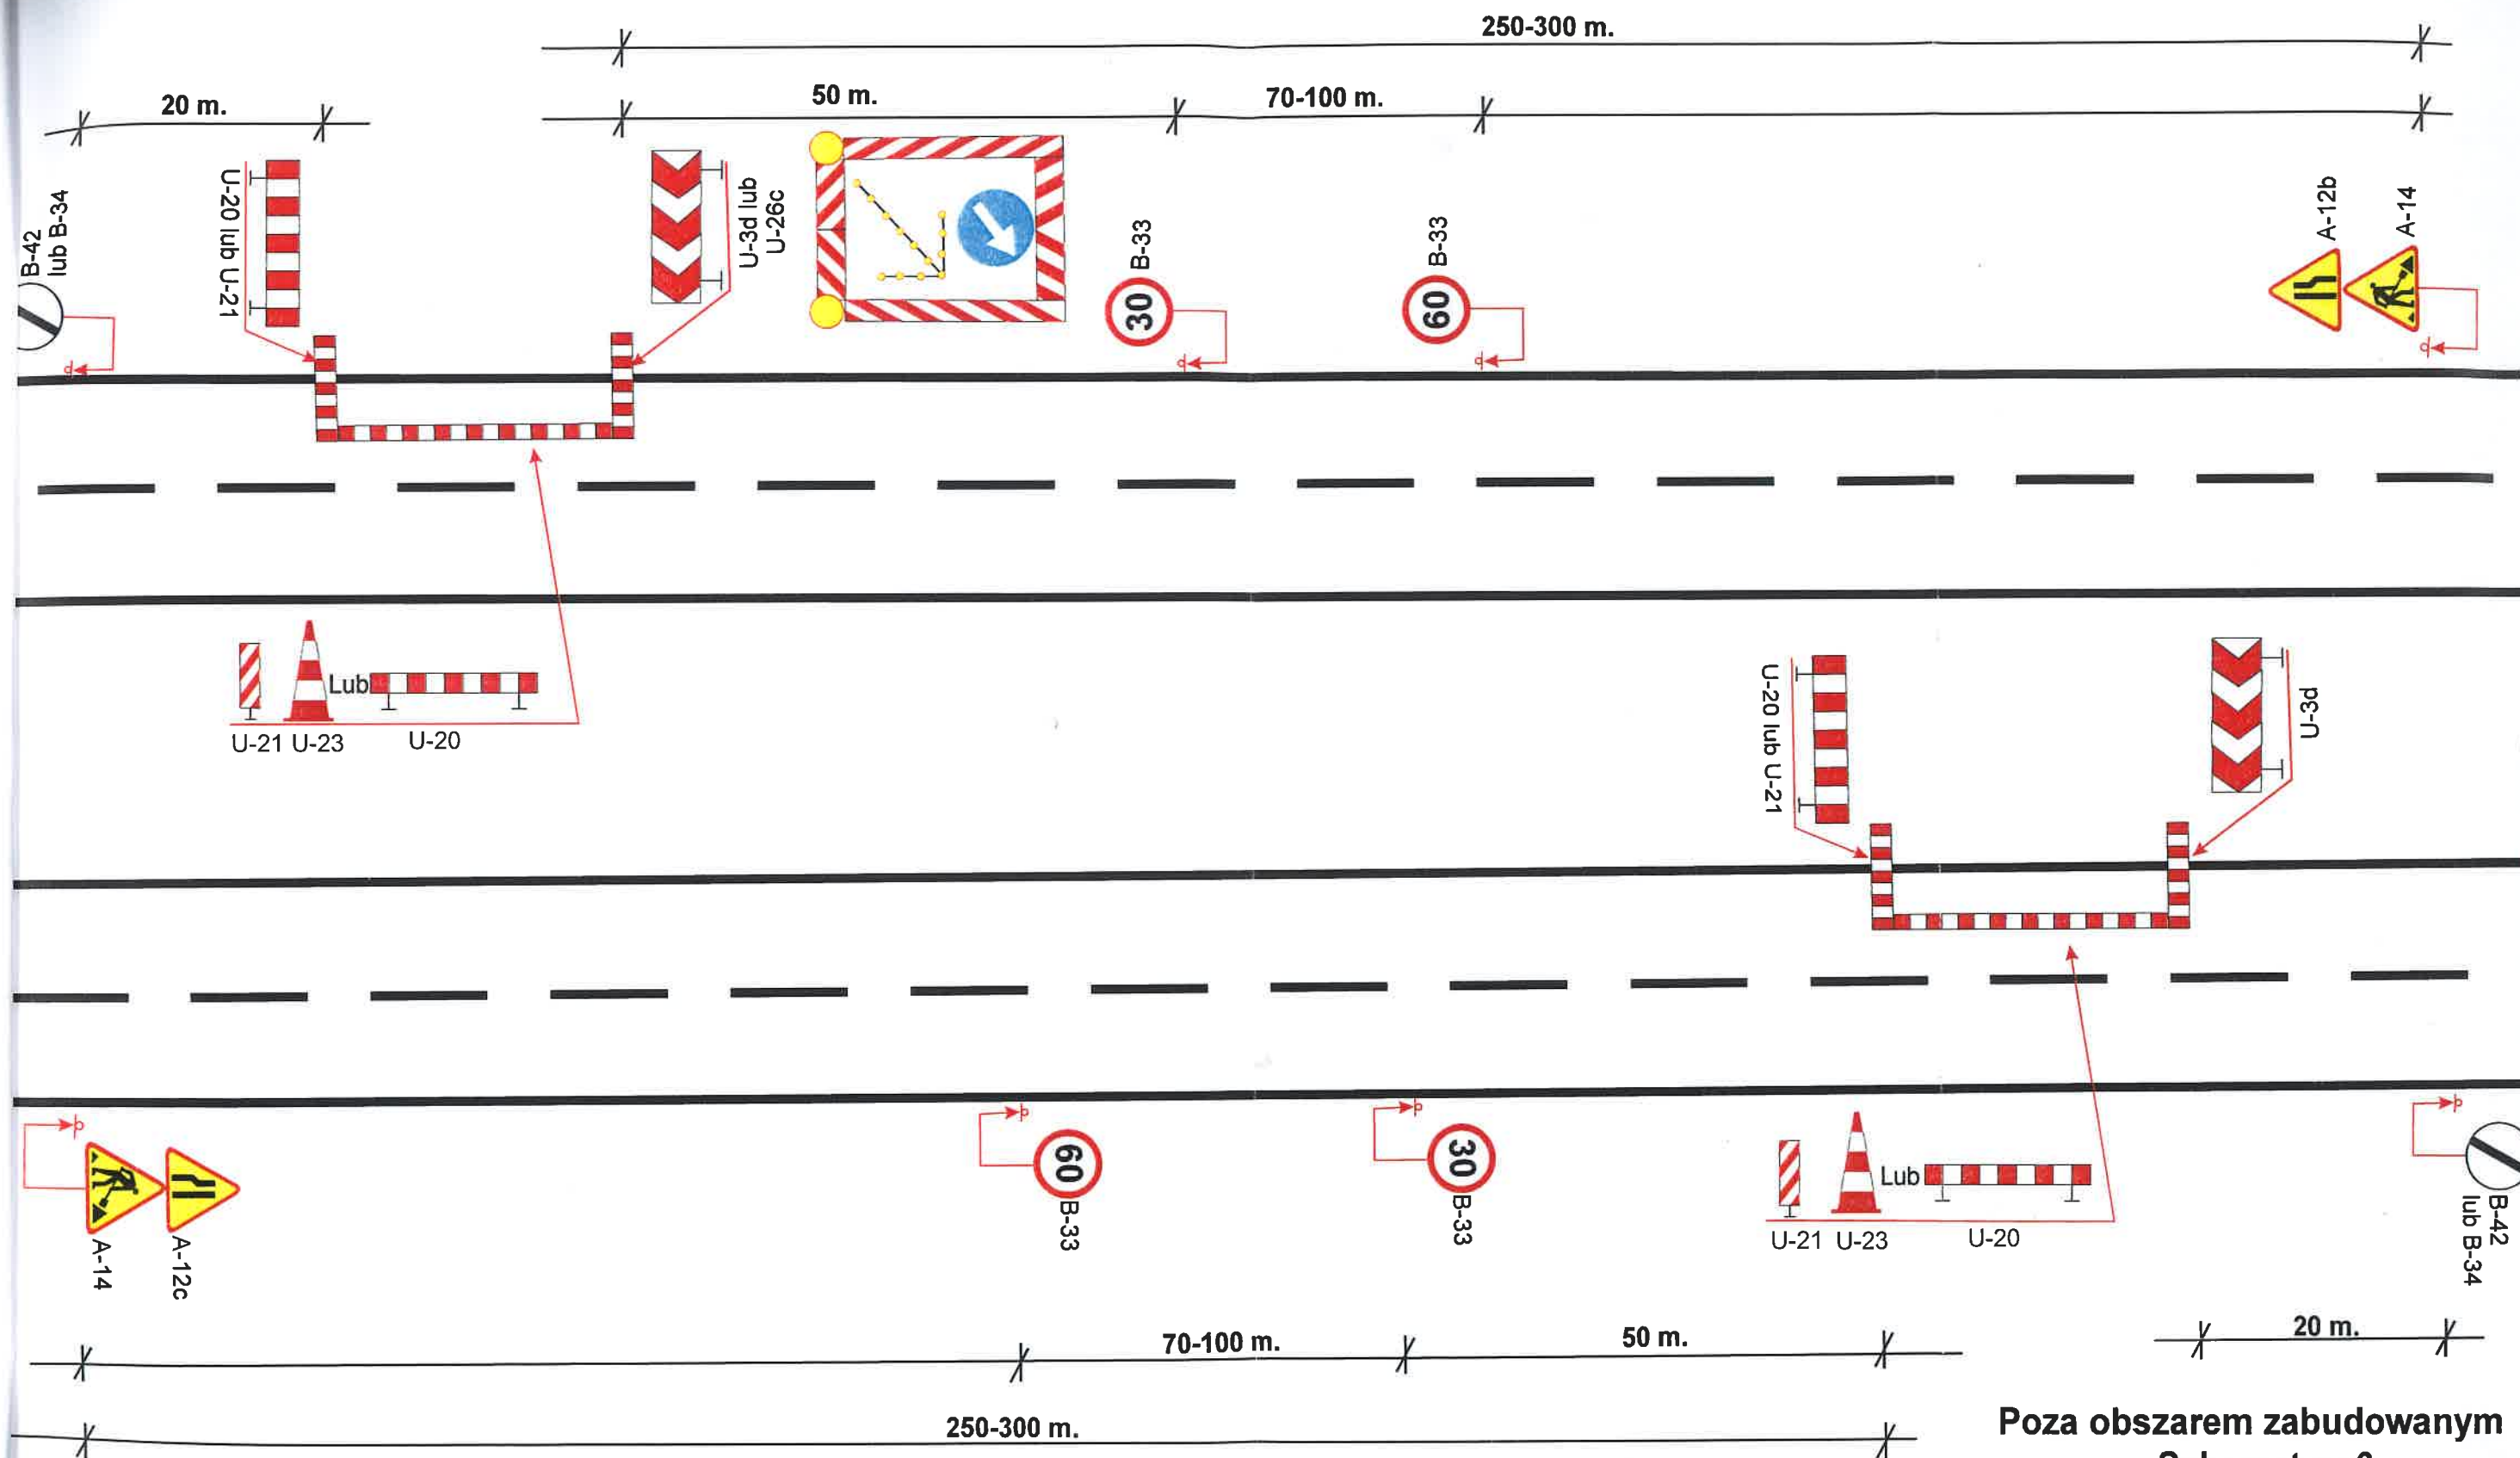 250-300 m.
20 m.
50 m.
70-100 m.
B-42
lub B-34
U-20 lub U-21
U-3d lub
U-26c
B-33
30
B-33
60
A-12b
A-14
U-21 U-23
Lub
U-20
U-20 lub U-21
U-3d
A-14
A-12c
60
B-33
30
B-33
U-21 U-23
Lub
U-20
B-42
lub B-34
70-100 m.
50 m.
20 m.
250-300 m.
Poza obszarem zabudowanym